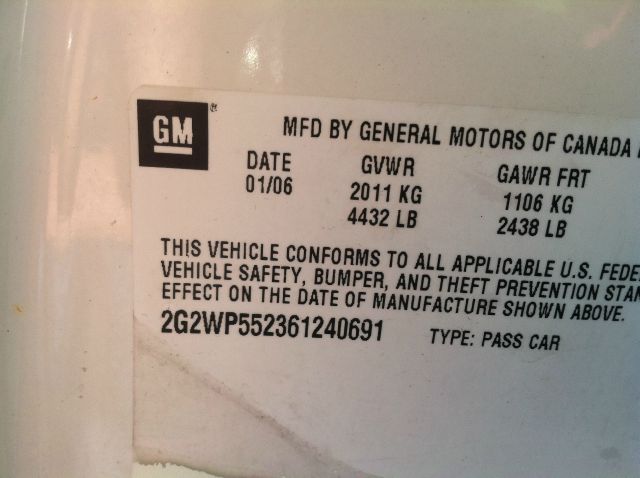 GM ®
MFD BY GENERAL MOTORS OF CANADA
DATE GVWR GAWR FRT
01/06 2011 KG 1106 KG
4432 LB 2438 LB
THIS VEHICLE CONFORMS TO ALL APPLICABLE U.S. FEDE
VEHICLE SAFETY, BUMPER, AND THEFT PREVENTION STAN
EFFECT ON THE DATE OF MANUFACTURE SHOWN ABOVE.
2G2WP552361240691 TYPE: PASS CAR